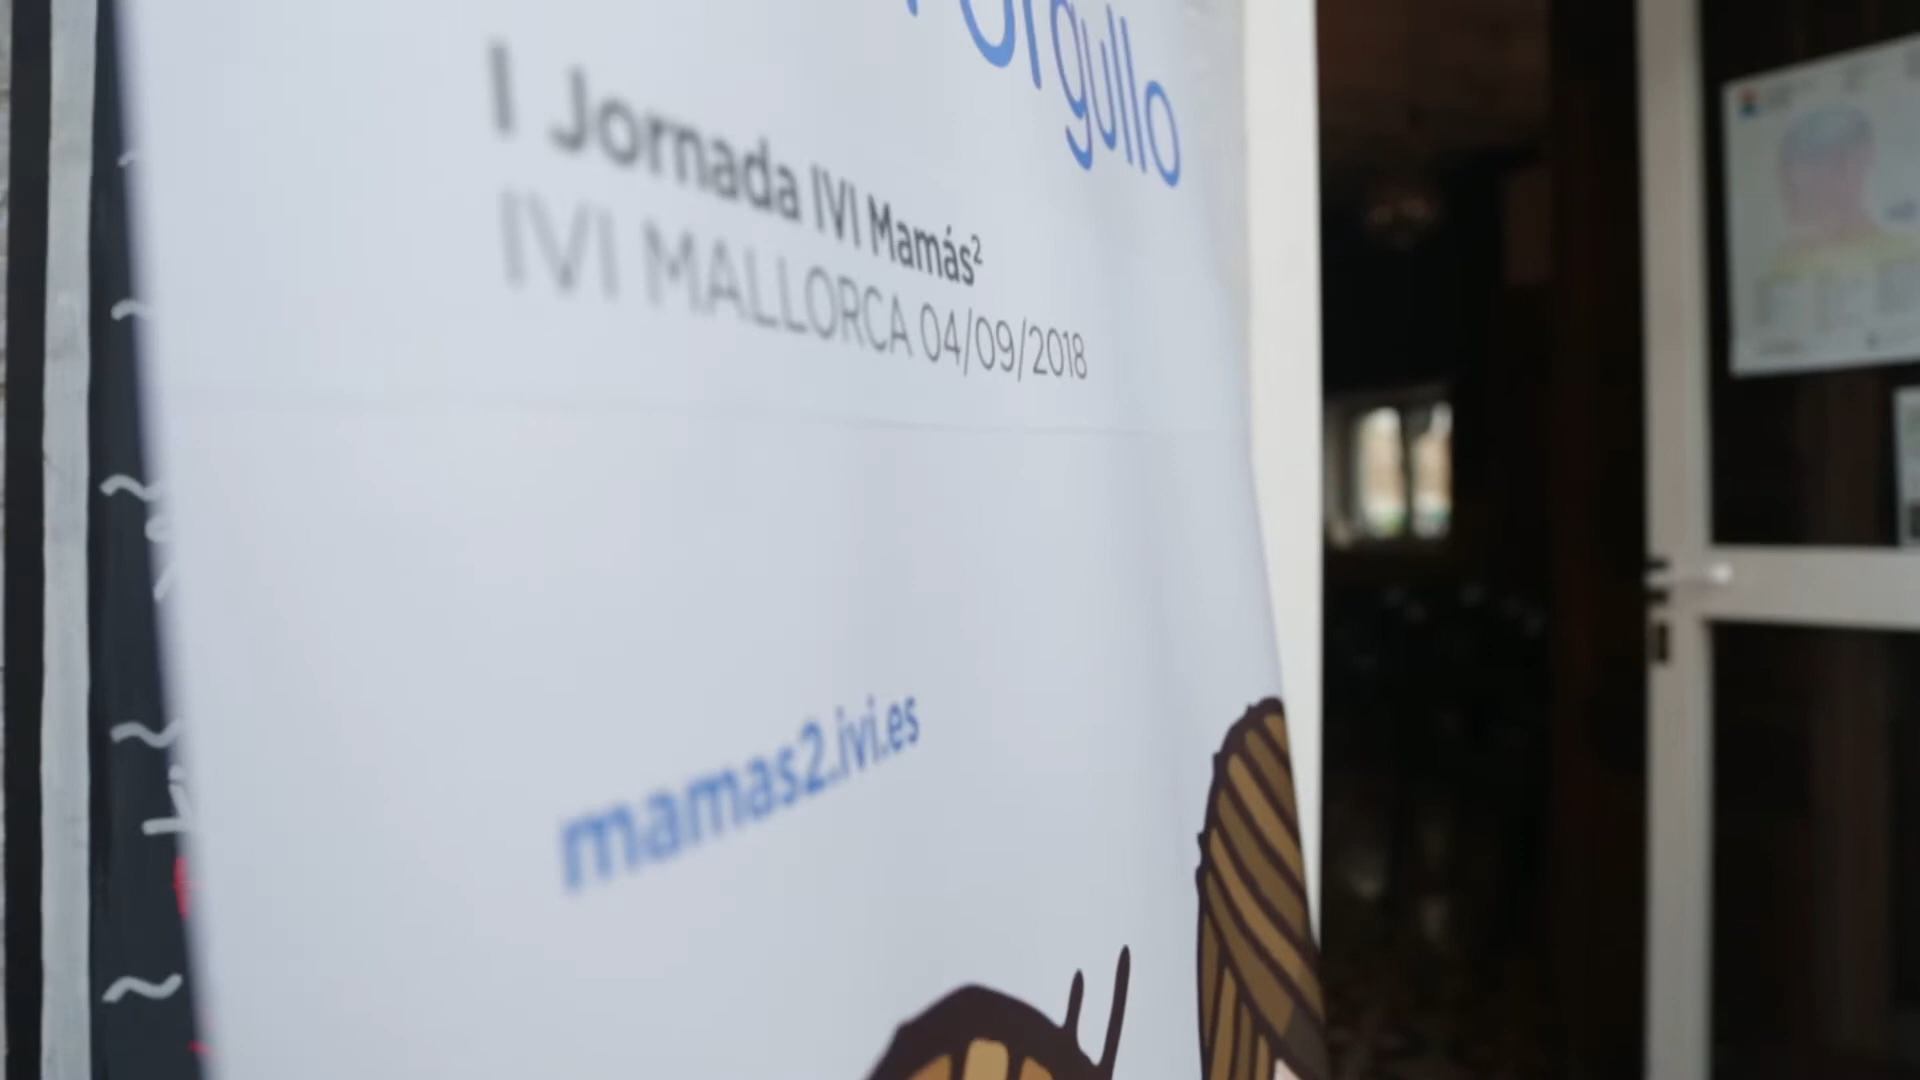 Orgullo
I Jornada IVI Mamás²
IVI MALLORCA 04/09/2018
mamas2.ivi.es